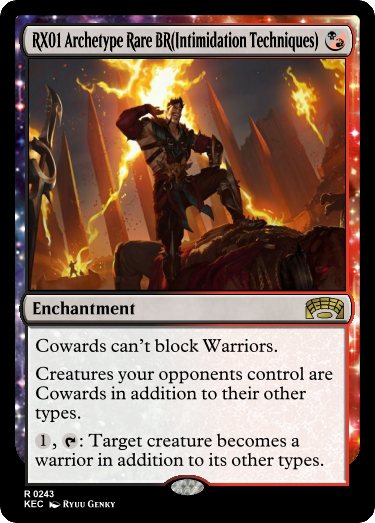 RX01 Archetype Rare BR(Intimidation Techniques)
Enchantment
Cowards can't block Warriors.
Creatures your opponents control are
Cowards in addition to their other
types.
1, : Target creature becomes a
warrior in addition to its other types.
R 0243
KEC Ryuu Genky